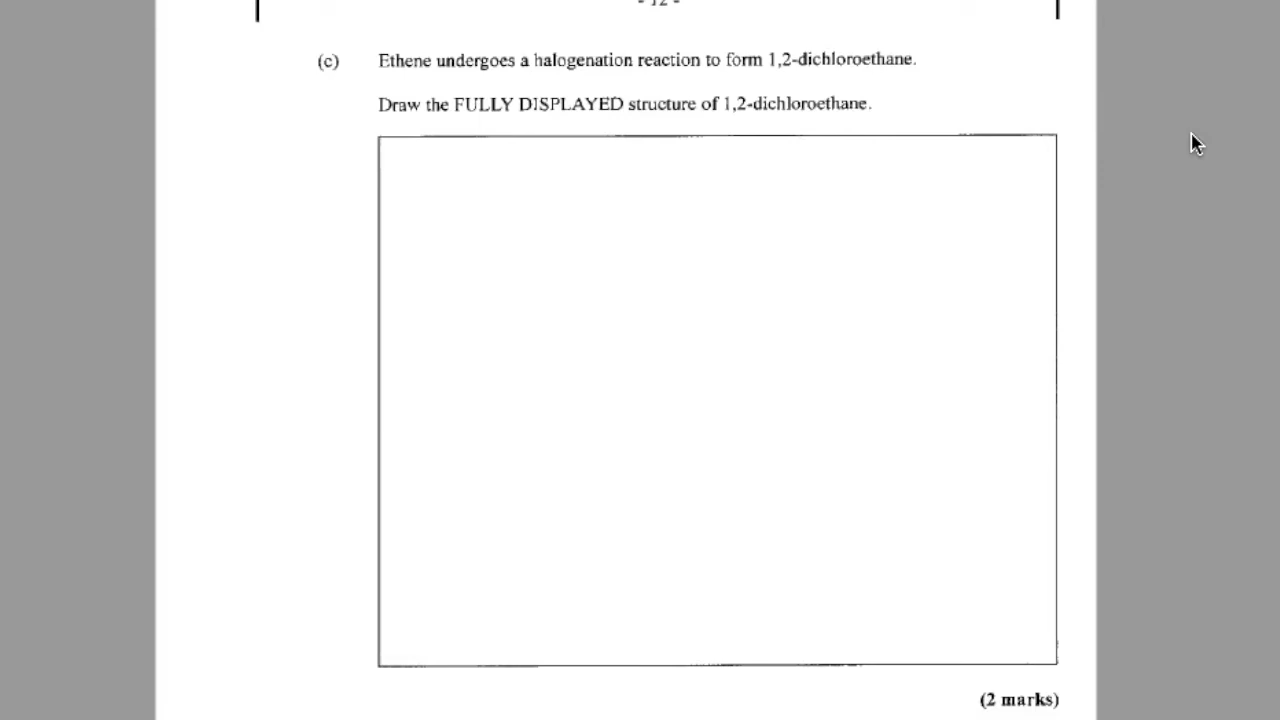 - 12 -
(c) Ethene undergoes a halogenation reaction to form 1,2-dichloroethane.
Draw the FULLY DISPLAYED structure of 1,2-dichloroethane.
(2 marks)